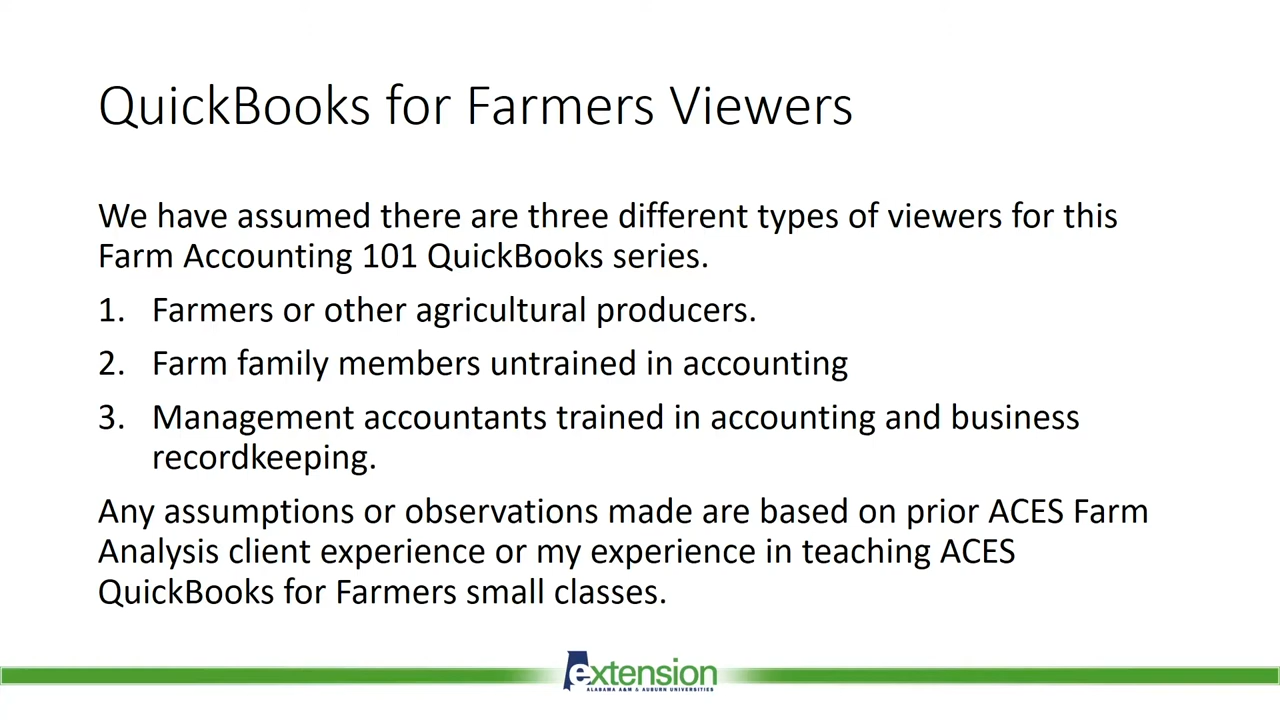 QuickBooks for Farmers Viewers
We have assumed there are three different types of viewers for this
Farm Accounting 101 QuickBooks series.
1. Farmers or other agricultural producers.
2. Farm family members untrained in accounting
3. Management accountants trained in accounting and business
recordkeeping.
Any assumptions or observations made are based on prior ACES Farm
Analysis client experience or my experience in teaching ACES
QuickBooks for Farmers small classes.
extension
ALABAMA A&M & AUBURN UNIVERSITIES